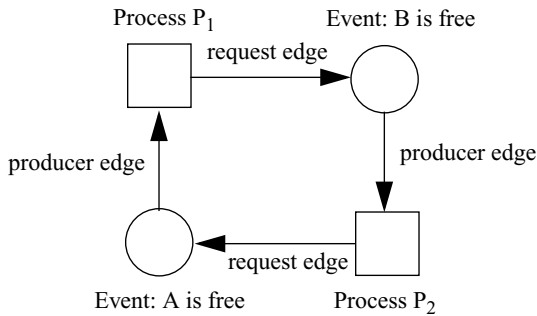 Process P₁
Event: B is free
request edge
producer edge
producer edge
request edge
Event: A is free
Process P₂